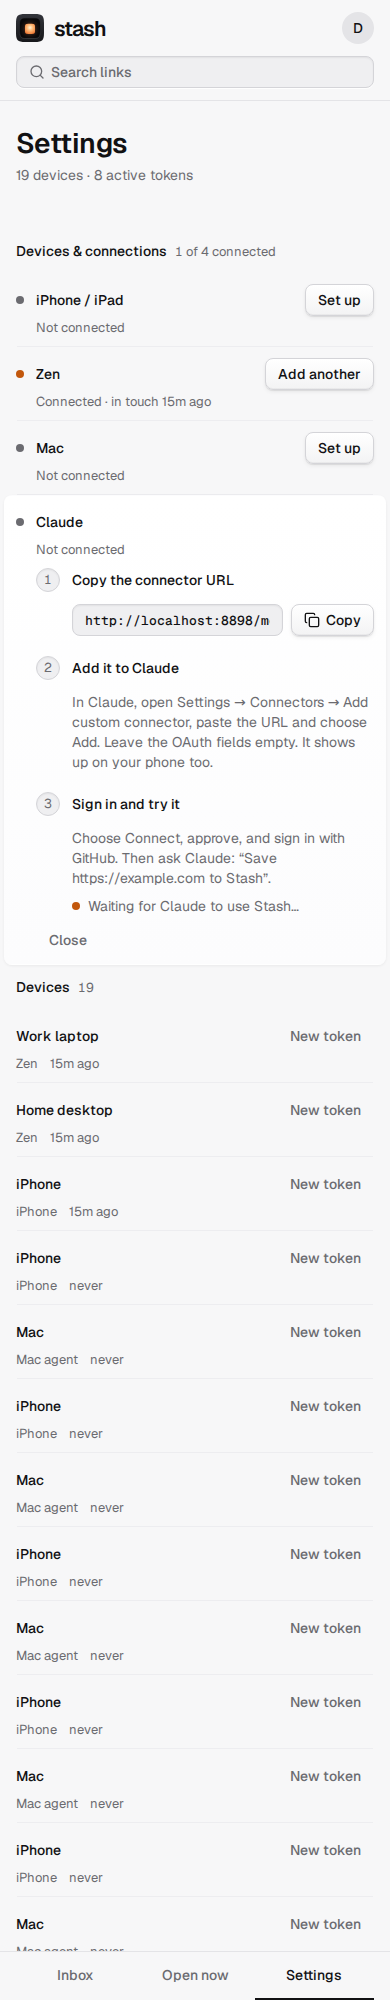 stash
D
Search links
Settings
19 devices · 8 active tokens
Devices & connections 1 of 4 connected
iPhone / iPad
Set up
Not connected
Zen
Add another
Connected · in touch 15m ago
Mac
Set up
Not connected
Claude
Not connected
1 Copy the connector URL
http://localhost:8898/m
Copy
2 Add it to Claude
In Claude, open Settings → Connectors → Add
custom connector, paste the URL and choose
Add. Leave the OAuth fields empty. It shows
up on your phone too.
3 Sign in and try it
Choose Connect, approve, and sign in with
GitHub. Then ask Claude: “Save
https://example.com to Stash”.
Waiting for Claude to use Stash…
Close
Devices 19
Work laptop New token
Zen 15m ago
Home desktop New token
Zen 15m ago
iPhone New token
iPhone 15m ago
iPhone New token
iPhone never
Mac New token
Mac agent never
iPhone New token
iPhone never
Mac New token
Mac agent never
iPhone New token
iPhone never
Mac New token
Mac agent never
iPhone New token
iPhone never
Mac New token
Mac agent never
iPhone New token
iPhone never
Mac New token
Mac agent never
Inbox Open now Settings